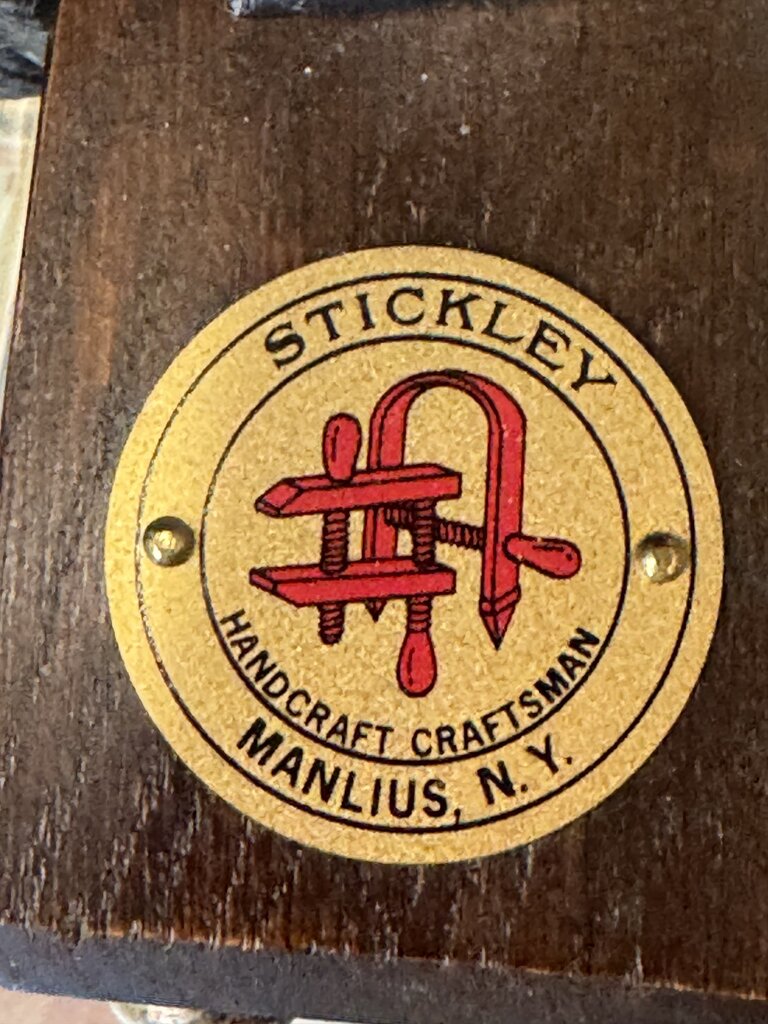 STICKLEY
HANDCRAFT CRAFTSMAN
MANLIUS, N.Y.